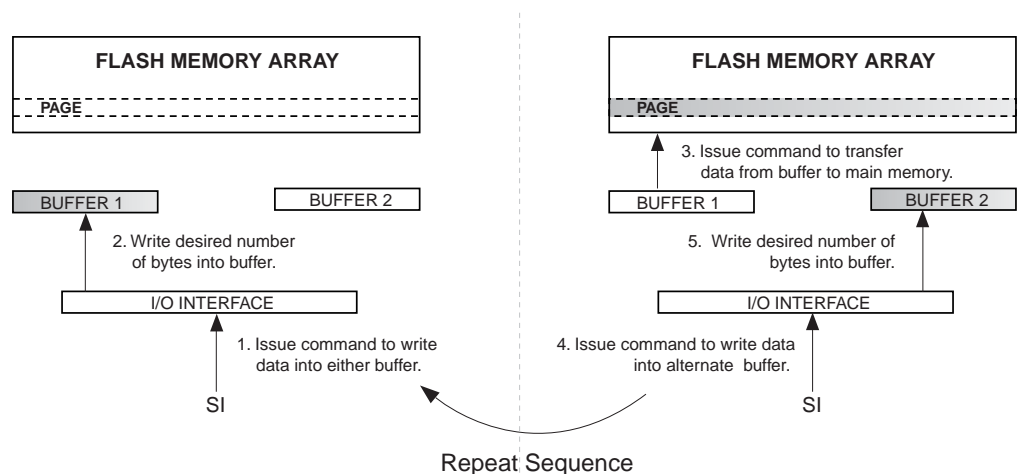 FLASH MEMORY ARRAY
PAGE
BUFFER 1
BUFFER 2
2. Write desired number
of bytes into buffer.
I/O INTERFACE
1. Issue command to write
data into either buffer.
SI
FLASH MEMORY ARRAY
PAGE
3. Issue command to transfer
data from buffer to main memory.
BUFFER 1
BUFFER 2
5. Write desired number of
bytes into buffer.
I/O INTERFACE
4. Issue command to write data
into alternate buffer.
SI
Repeat Sequence